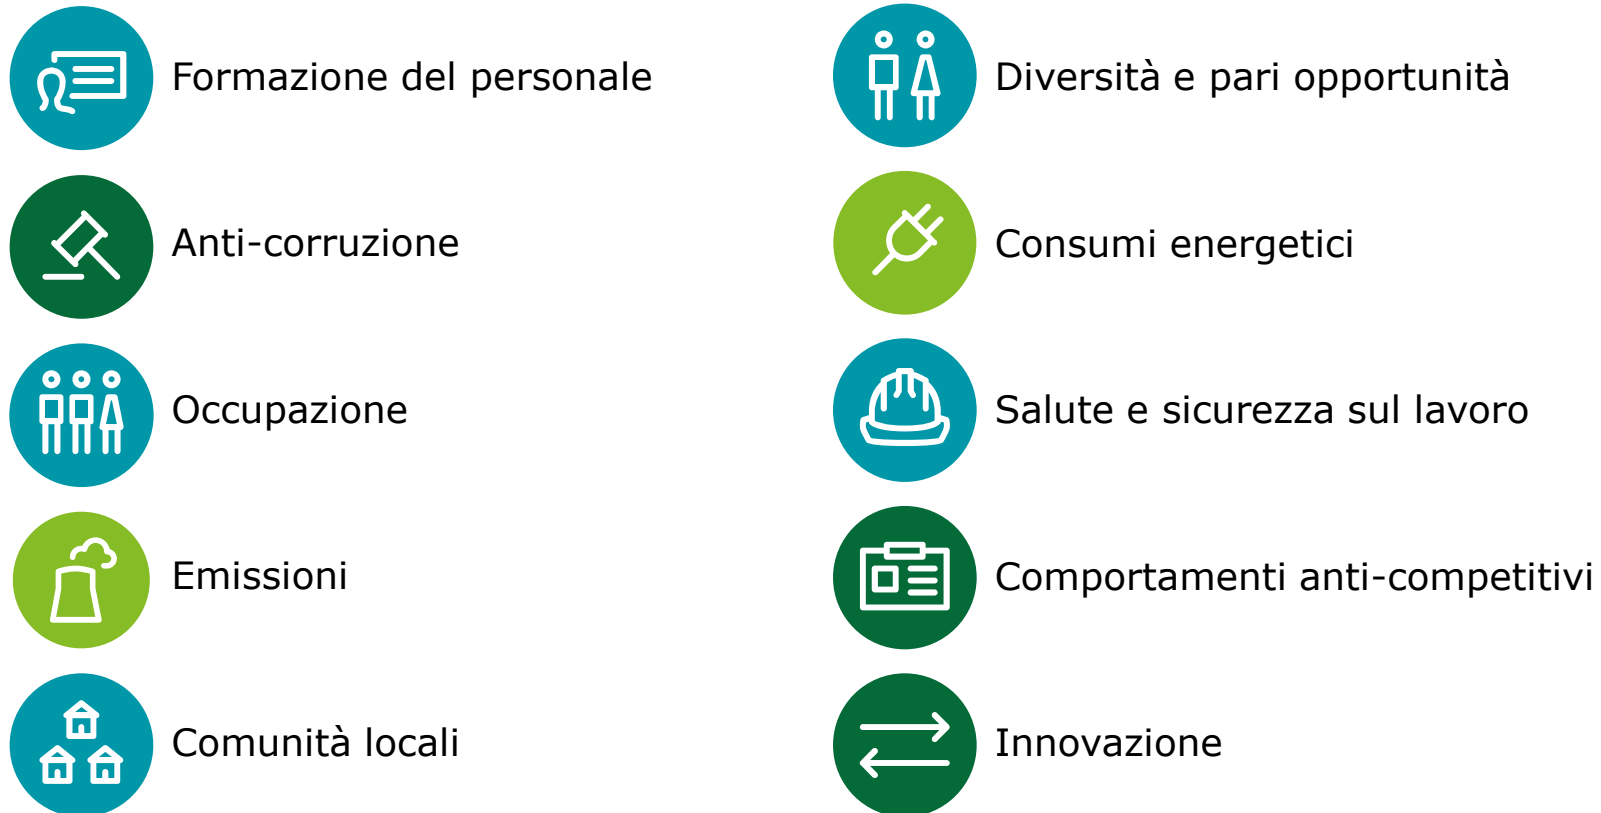 Formazione del personale
Diversità e pari opportunità
Anti-corruzione
Consumi energetici
Occupazione
Salute e sicurezza sul lavoro
Emissioni
Comportamenti anti-competitivi
Comunità locali
Innovazione